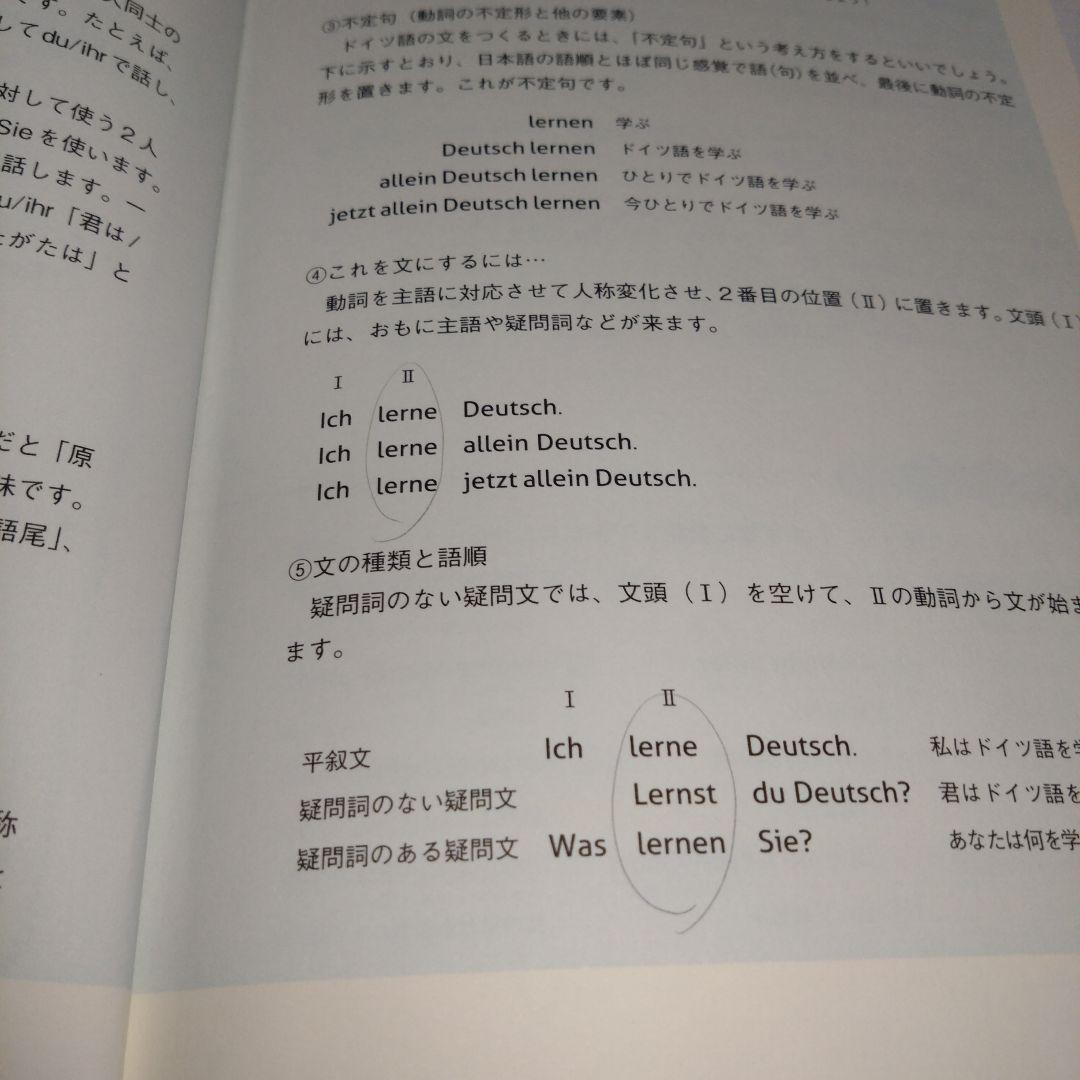 人同士の
です。たとえば、
してdu/ihrで話し、
対して使う2人
Sieを使います。
話します。一
du/ihr「君は/
がたは」と
だと「原
味です。
語尾」、
称
③不定句（動詞の不定形と他の要素）
ドイツ語の文をつくるときには、「不定句」という考え方をするといいでしょう。
下に示すとおり、日本語の語順とほぼ同じ感覚で語（句）を並べ、最後に動詞の不定
形を置きます。これが不定句です。
lernen 学ぶ
Deutsch lernen ドイツ語を学ぶ
allein Deutsch lernen ひとりでドイツ語を学ぶ
jetzt allein Deutsch lernen 今ひとりでドイツ語を学ぶ
④これを文にするには…
動詞を主語に対応させて人称変化させ、2番目の位置（Ⅱ）に置きます。文頭（Ⅰ）
には、おもに主語や疑問詞などが来ます。
Ⅰ Ⅱ
Ich lerne Deutsch.
Ich lerne allein Deutsch.
Ich lerne jetzt allein Deutsch.
⑤文の種類と語順
疑問詞のない疑問文では、文頭（Ⅰ）を空けて、Ⅱの動詞から文が始ま
ます。
Ⅰ Ⅱ
平叙文 Ich lerne Deutsch. 私はドイツ語を学
疑問詞のない疑問文 Lernst du Deutsch? 君はドイツ語を
疑問詞のある疑問文 Was lernen Sie? あなたは何を学